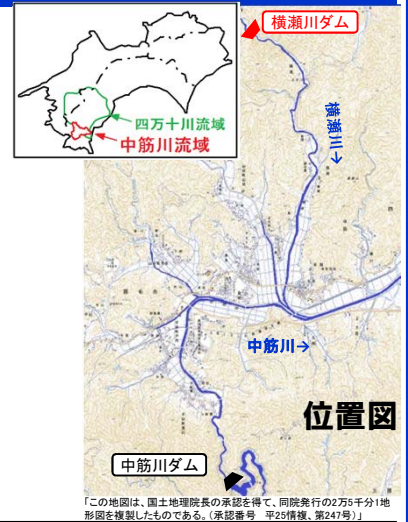 横瀬川ダム
四万十川流域
中筋川流域
横瀬川→
中筋川→
位置図
中筋川ダム
「この地図は、国土地理院長の承認を得て、同院発行の2万5千分1地
形図を複製したものである。（承認番号　平25情複、第247号）」